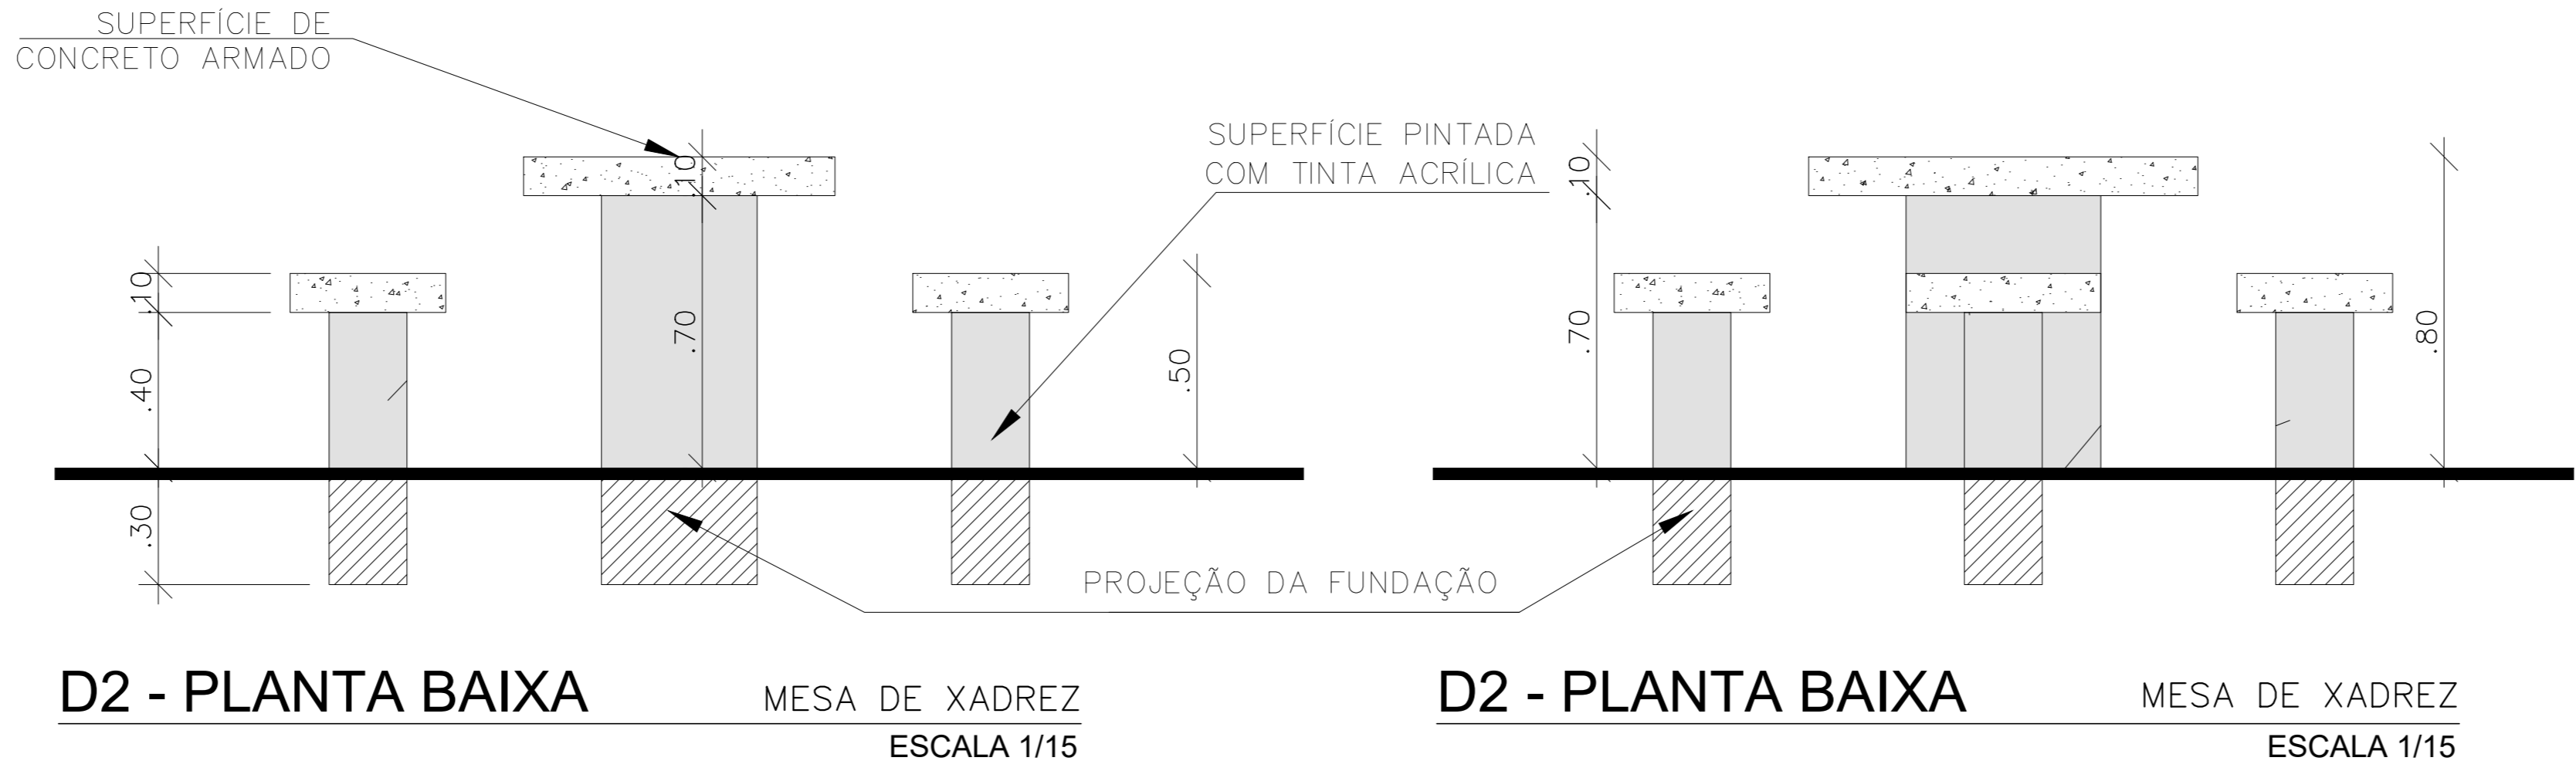 SUPERFÍCIE DE
CONCRETO ARMADO
SUPERFÍCIE PINTADA
COM TINTA ACRÍLICA
.10
.40
.30
.10
.70
.50
.10
.70
.80
PROJEÇÃO DA FUNDAÇÃO
D2 - PLANTA BAIXA MESA DE XADREZ
ESCALA 1/15
D2 - PLANTA BAIXA MESA DE XADREZ
ESCALA 1/15